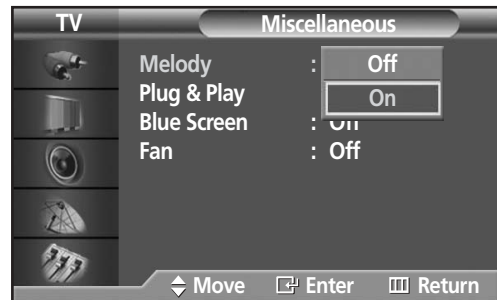 TV Miscellaneous
Melody : Off
On
Plug & Play
Blue Screen : Off
Fan : Off
Move Enter Return